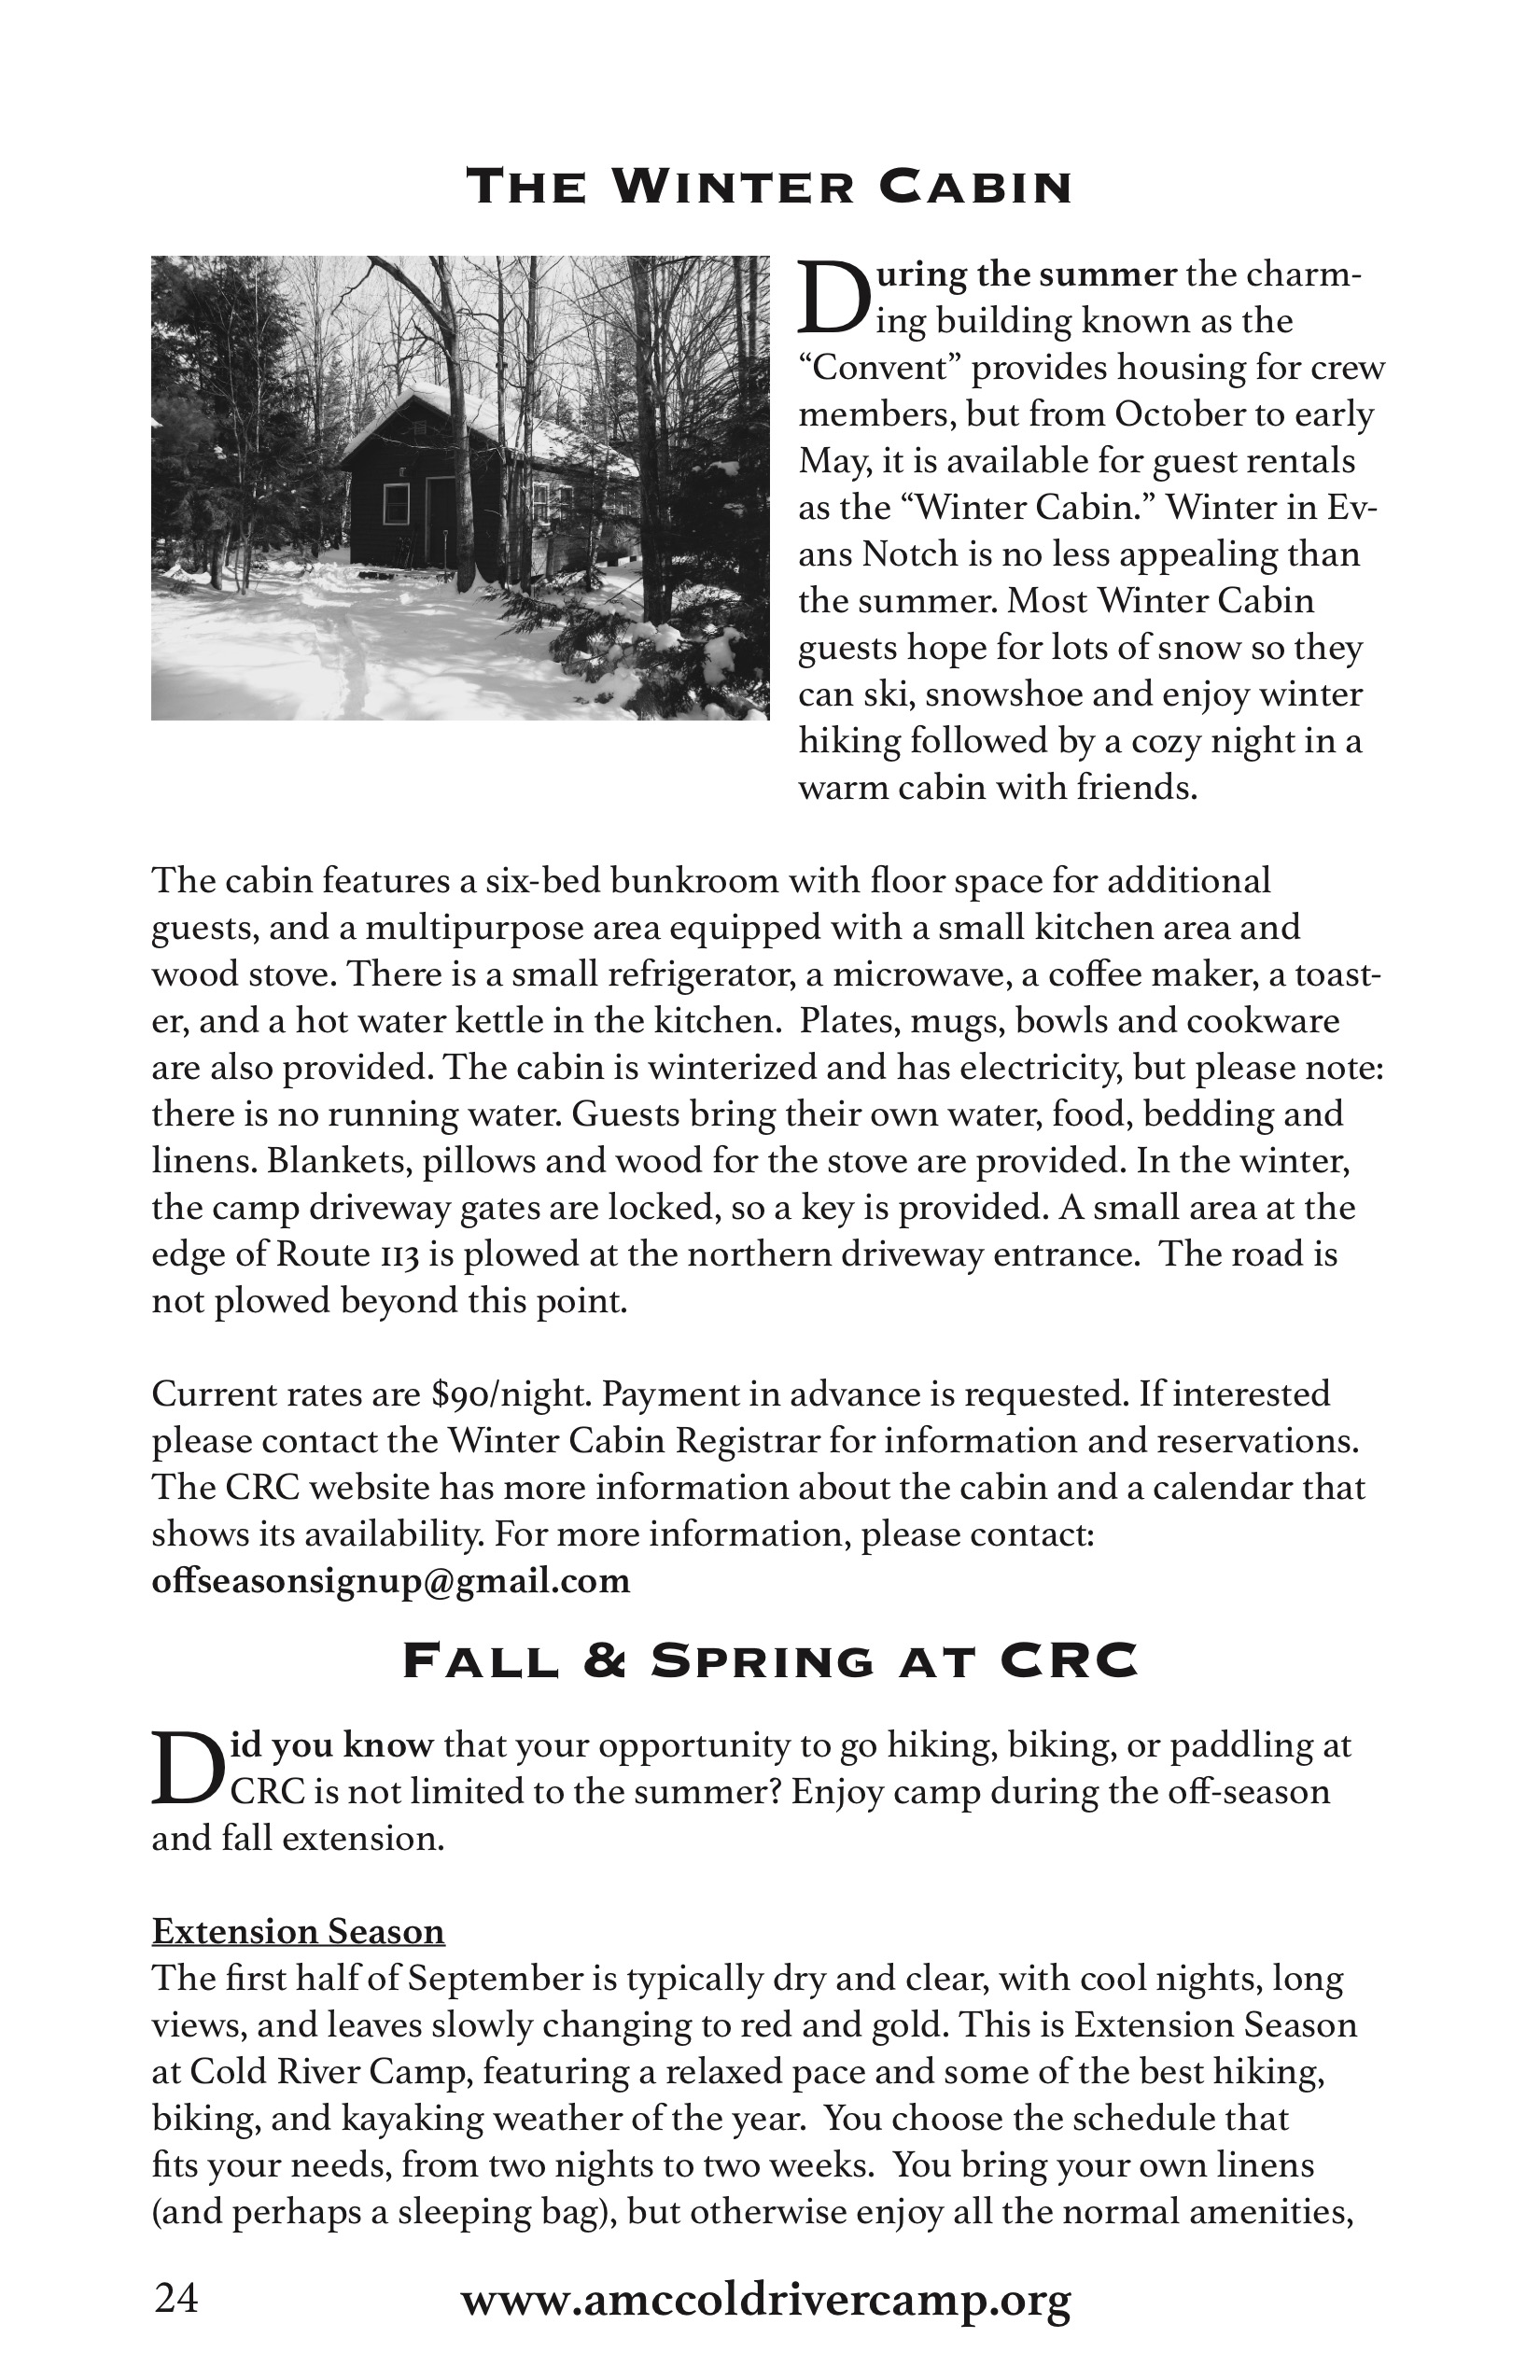 The Winter Cabin
During the summer the charm-
ing building known as the
“Convent” provides housing for crew
members, but from October to early
May, it is available for guest rentals
as the “Winter Cabin.” Winter in Ev-
ans Notch is no less appealing than
the summer. Most Winter Cabin
guests hope for lots of snow so they
can ski, snowshoe and enjoy winter
hiking followed by a cozy night in a
warm cabin with friends.
The cabin features a six-bed bunkroom with floor space for additional
guests, and a multipurpose area equipped with a small kitchen area and
wood stove. There is a small refrigerator, a microwave, a coffee maker, a toast-
er, and a hot water kettle in the kitchen.  Plates, mugs, bowls and cookware
are also provided. The cabin is winterized and has electricity, but please note:
there is no running water. Guests bring their own water, food, bedding and
linens. Blankets, pillows and wood for the stove are provided. In the winter,
the camp driveway gates are locked, so a key is provided. A small area at the
edge of Route 113 is plowed at the northern driveway entrance.  The road is
not plowed beyond this point.
Current rates are $90/night. Payment in advance is requested. If interested
please contact the Winter Cabin Registrar for information and reservations.
The CRC website has more information about the cabin and a calendar that
shows its availability. For more information, please contact:
offseasonsignup@gmail.com
Fall & Spring at CRC
Did you know that your opportunity to go hiking, biking, or paddling at
CRC is not limited to the summer? Enjoy camp during the off-season
and fall extension.
Extension Season
The first half of September is typically dry and clear, with cool nights, long
views, and leaves slowly changing to red and gold. This is Extension Season
at Cold River Camp, featuring a relaxed pace and some of the best hiking,
biking, and kayaking weather of the year.  You choose the schedule that
fits your needs, from two nights to two weeks.  You bring your own linens
(and perhaps a sleeping bag), but otherwise enjoy all the normal amenities,
24
www.amccoldrivercamp.org